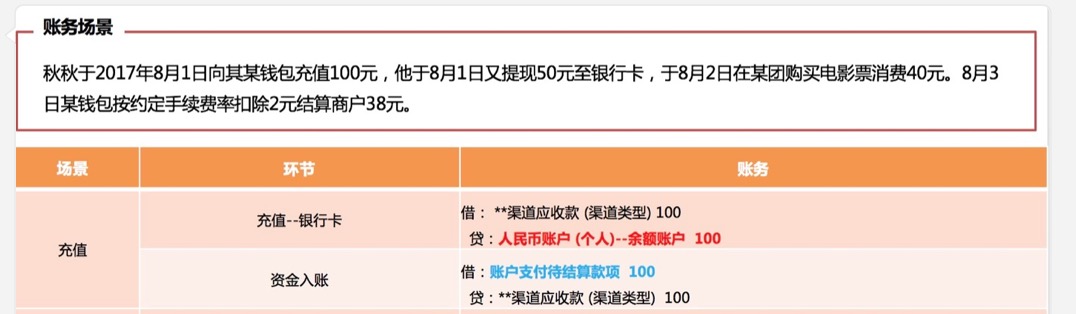 账务场景
秋秋于2017年8月1日向其某钱包充值100元，他于8月1日又提现50元至银行卡，于8月2日在某团购买电影票消费40元。8月3
日某钱包按约定手续费率扣除2元结算商户38元。
场景 环节 账务
充值--银行卡 借： **渠道应收款 (渠道类型) 100
贷：人民币账户 (个人)--余额账户 100
充值
资金入账 借：账户支付待结算款项 100
贷：**渠道应收款 (渠道类型) 100